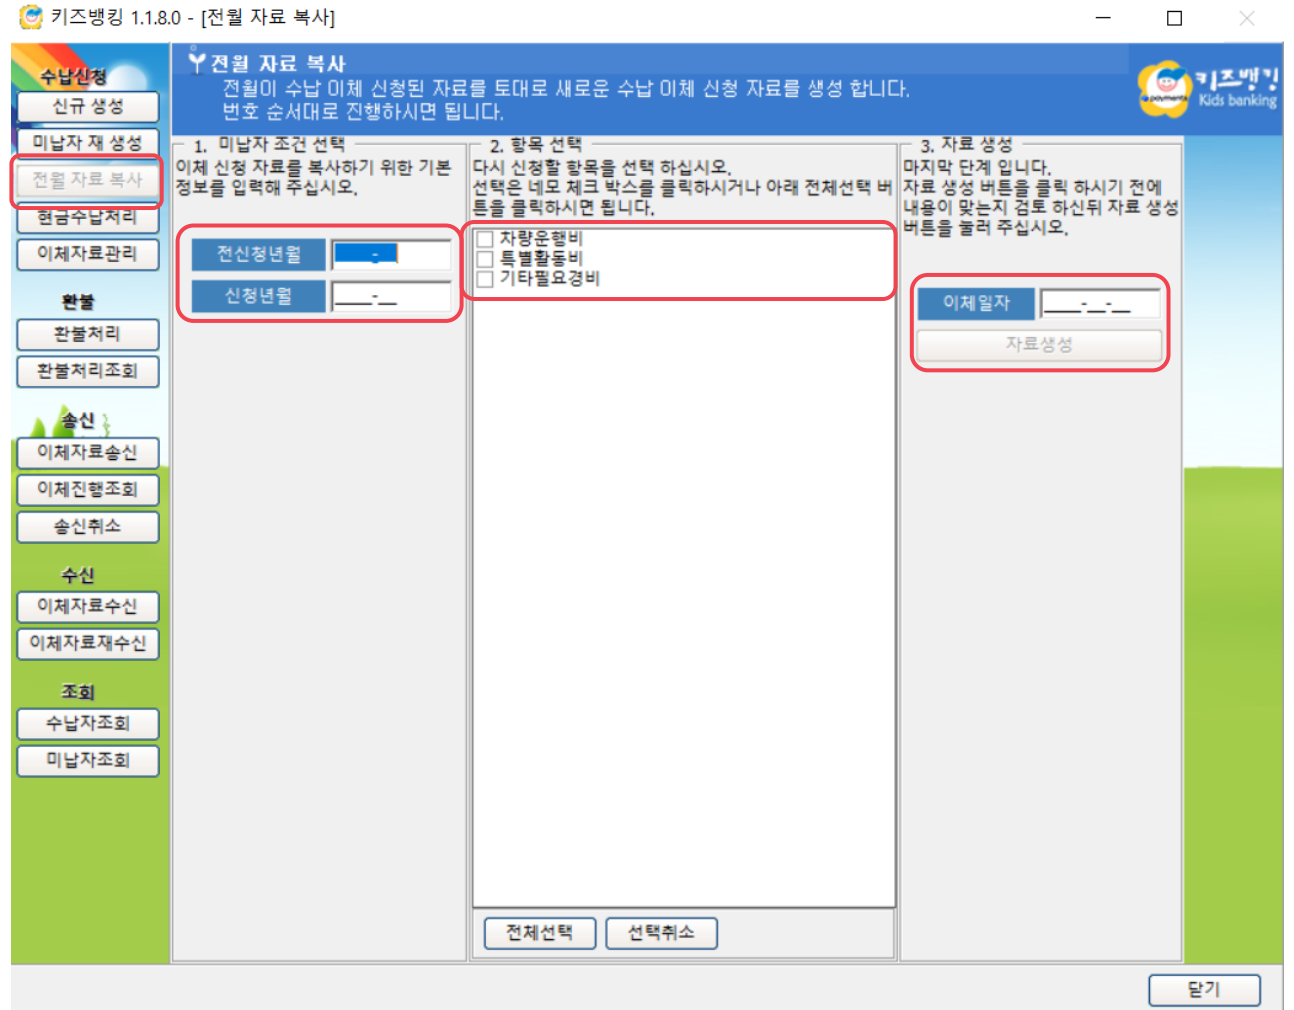 키즈뱅킹 1.1.8.0 - [전월 자료 복사]
전월 자료 복사
전월이 수납 이체 신청된 자료를 토대로 새로운 수납 이체 신청 자료를 생성 합니다.
번호 순서대로 진행하시면 됩니다.
키즈뱅킹
Kids banking
payments
수납신청
신규 생성
미납자 재 생성
전월 자료 복사
현금수납처리
이체자료관리
환불
환불처리
환불처리조회
송신
이체자료송신
이체진행조회
송신취소
수신
이체자료수신
이체자료재수신
조회
수납자조회
미납자조회
1. 미납자 조건 선택
이체 신청 자료를 복사하기 위한 기본
정보를 입력해 주십시오.
전신청년월 ____-__
신청년월 ____-__
2. 항목 선택
다시 신청할 항목을 선택 하십시오.
선택은 네모 체크 박스를 클릭하시거나 아래 전체선택 버
튼을 클릭하시면 됩니다.
차량운행비
특별활동비
기타필요경비
전체선택
선택취소
3. 자료 생성
마지막 단계 입니다.
자료 생성 버튼을 클릭 하시기 전에
내용이 맞는지 검토 하신뒤 자료 생성
버튼을 눌러 주십시오.
이체일자 ____-__-__
자료생성
닫기